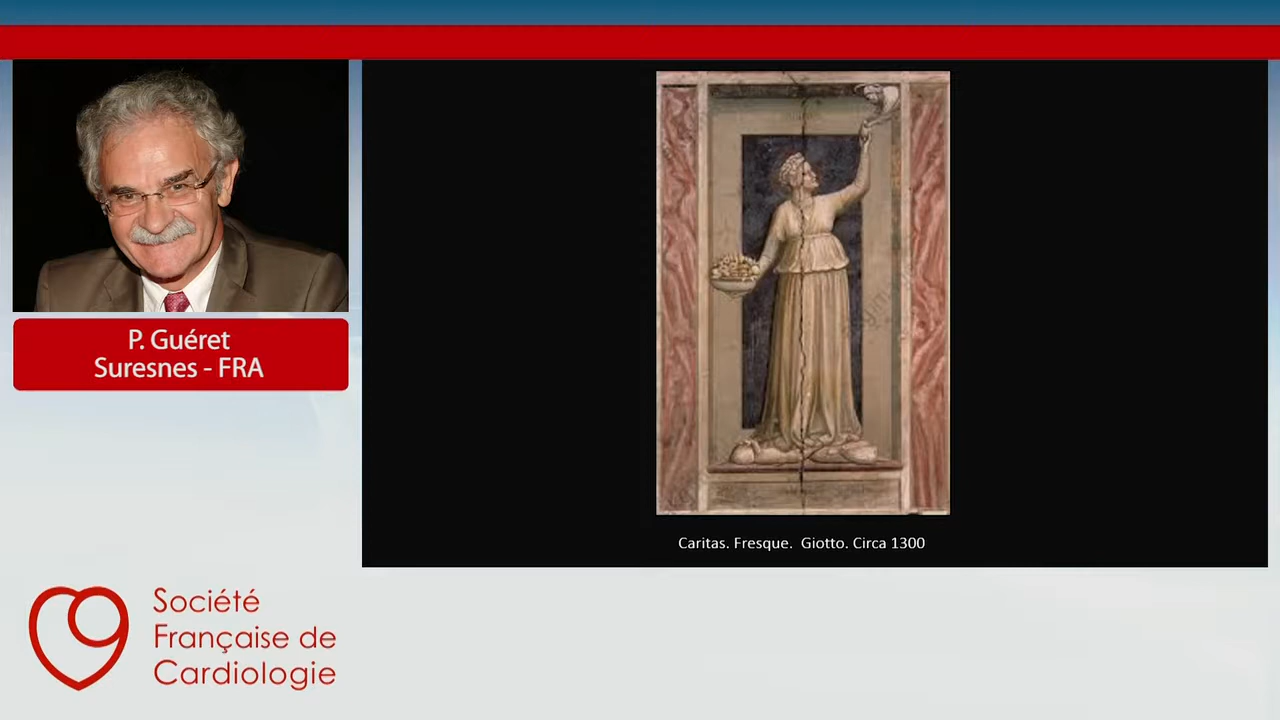 P. Guéret
Suresnes - FRA
Caritas. Fresque.  Giotto. Circa 1300
Société
Française de
Cardiologie